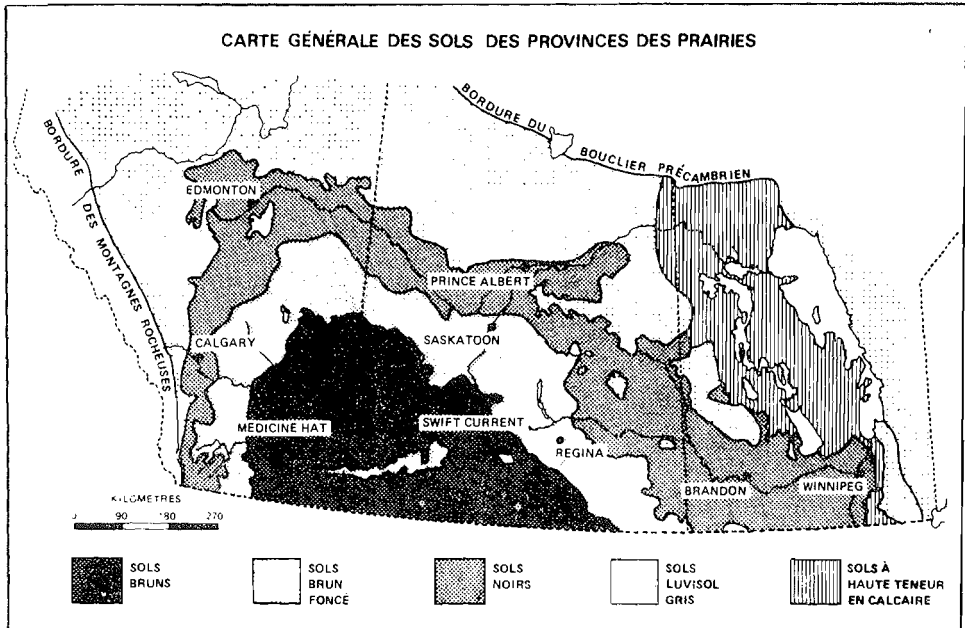 CARTE GÉNÉRALE DES SOLS DES PROVINCES DES PRAIRIES
BORDURE DES MONTAGNES ROCHEUSES
BORDURE DU BOUCLIER PRÉCAMBRIEN
EDMONTON
PRINCE ALBERT
CALGARY
SASKATOON
MEDICINE HAT
SWIFT CURRENT
REGINA
BRANDON
WINNIPEG
KILOMÈTRES
90 180 270
SOLS
BRUNS
SOLS
BRUN
FONCÉ
SOLS
NOIRS
SOLS
LUVISOL
GRIS
SOLS À
HAUTE TENEUR
EN CALCAIRE